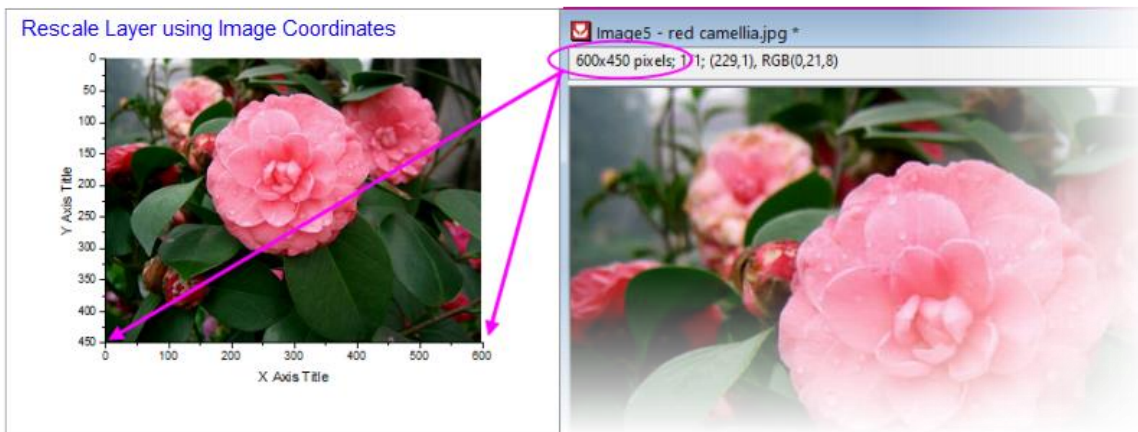 Rescale Layer using Image Coordinates
0
50
100
150
200
250
300
350
400
450
Y Axis Title
0 100 200 300 400 500 600
X Axis Title
Image5 - red camellia.jpg *
600x450 pixels; 1:1; (229,1), RGB(0,21,8)